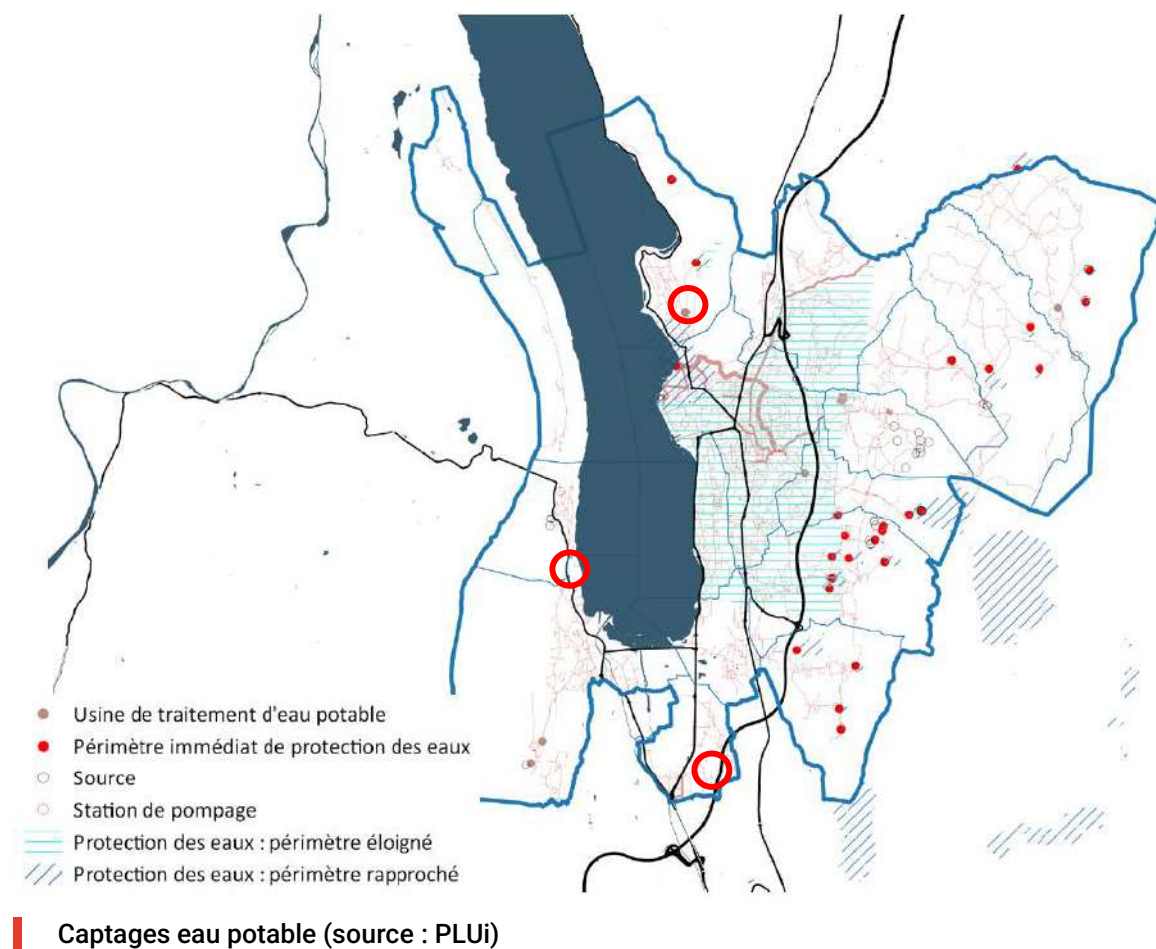 Usine de traitement d'eau potable
Périmètre immédiat de protection des eaux
Source
Station de pompage
Protection des eaux : périmètre éloigné
Protection des eaux : périmètre rapproché
Captages eau potable (source : PLUi)